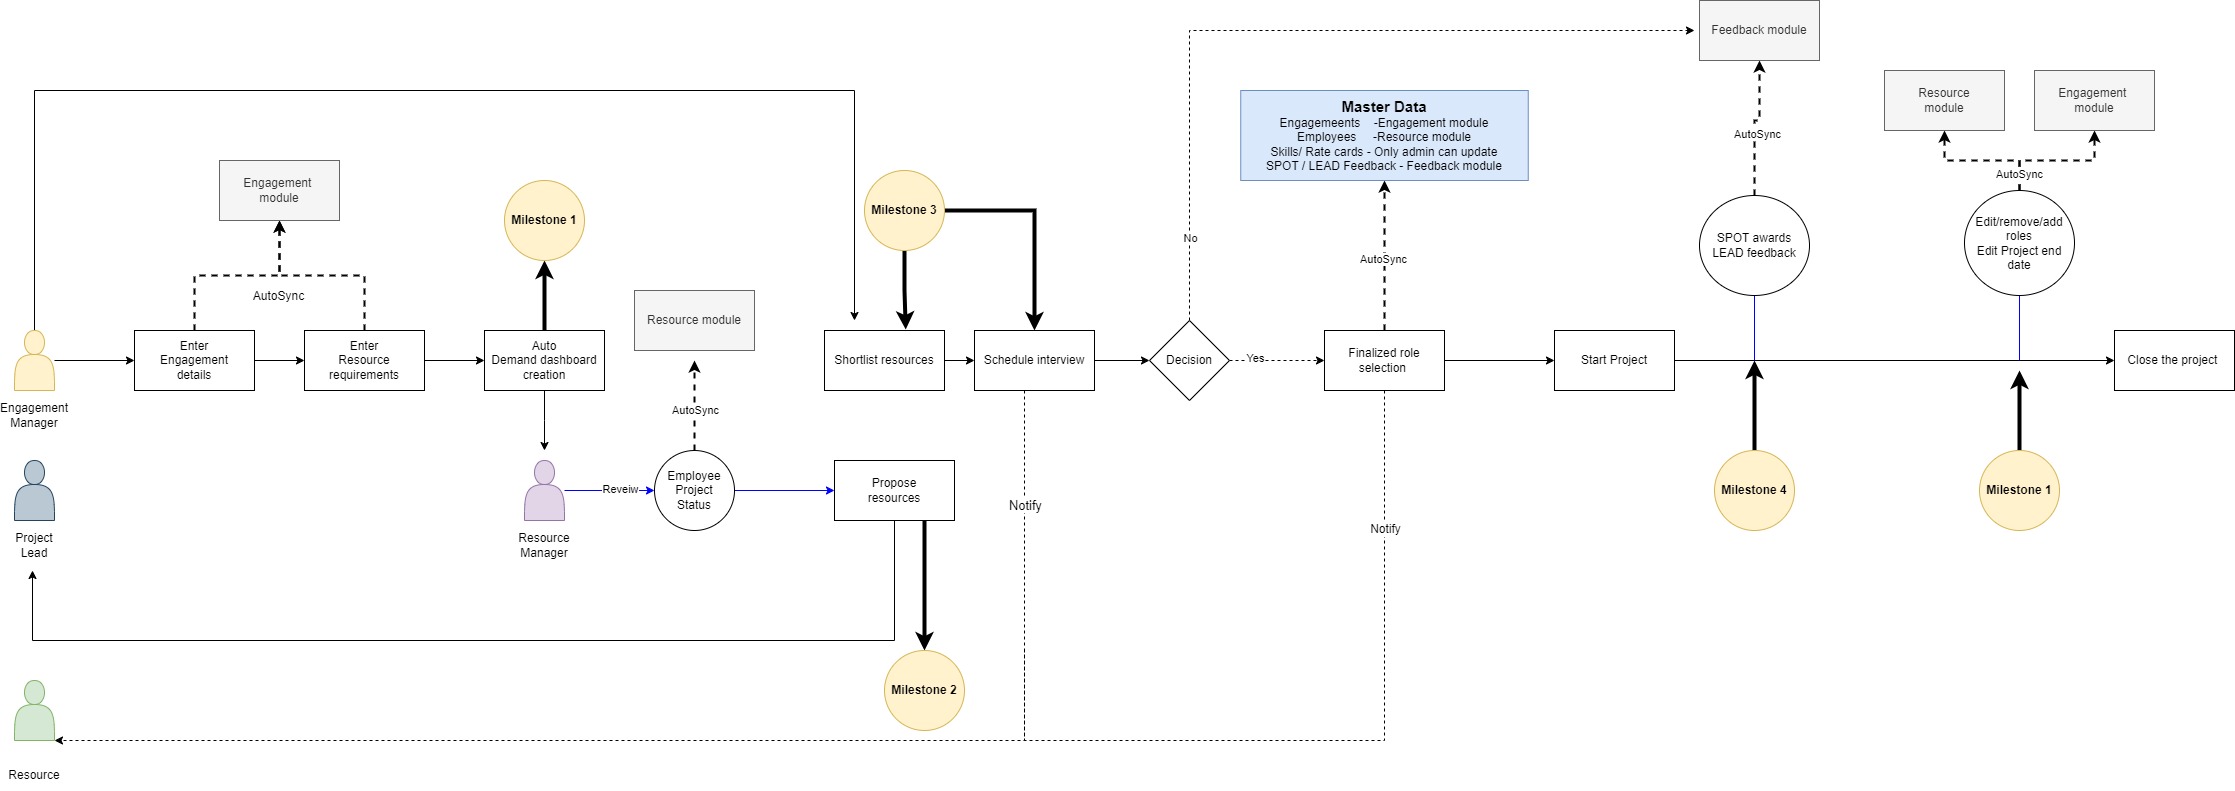 Feedback module
Resource
module
Engagement
module
Master Data
Engagemeents -Engagement module
Employees -Resource module
Skills/ Rate cards - Only admin can update
SPOT / LEAD Feedback - Feedback module
AutoSync
AutoSync
Engagement
module
Milestone 1
Milestone 3
No
SPOT awards
LEAD feedback
Edit/remove/add
roles
Edit Project end
date
AutoSync
AutoSync
Resource module
Enter
Engagement
details
Enter
Resource
requirements
Auto
Demand dashboard
creation
Shortlist resources
Schedule interview
Decision
Yes
Finalized role
selection
Start Project
Close the project
Engagement
Manager
AutoSync
Reveiw
Employee
Project
Status
Propose
resources
Notify
Milestone 4
Milestone 1
Project
Lead
Resource
Manager
Notify
Milestone 2
Resource